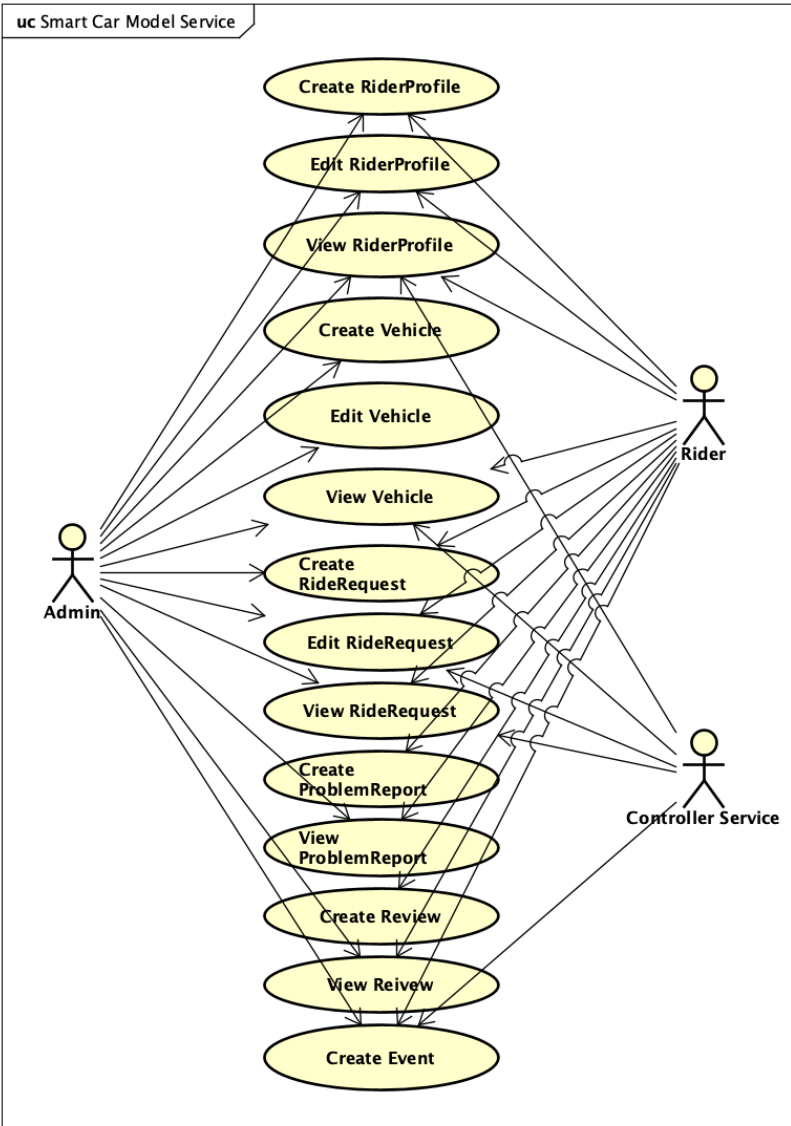 uc Smart Car Model Service
Create RiderProfile
Edit RiderProfile
View RiderProfile
Create Vehicle
Edit Vehicle
Rider
View Vehicle
Create
RideRequest
Admin
Edit RideRequest
View RideRequest
Create
ProblemReport
Controller Service
View
ProblemReport
Create Review
View Reivew
Create Event